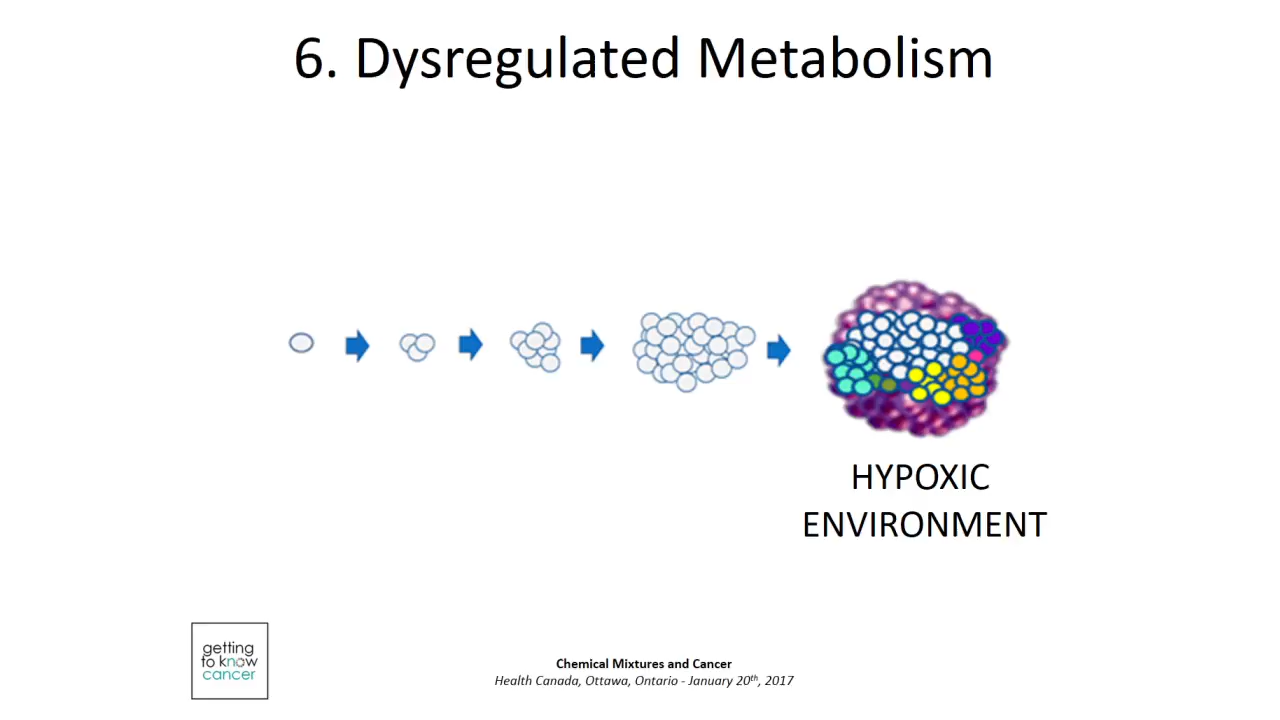 6. Dysregulated Metabolism
HYPOXIC
ENVIRONMENT
getting
to know
cancer
Chemical Mixtures and Cancer
Health Canada, Ottawa, Ontario - January 20th, 2017